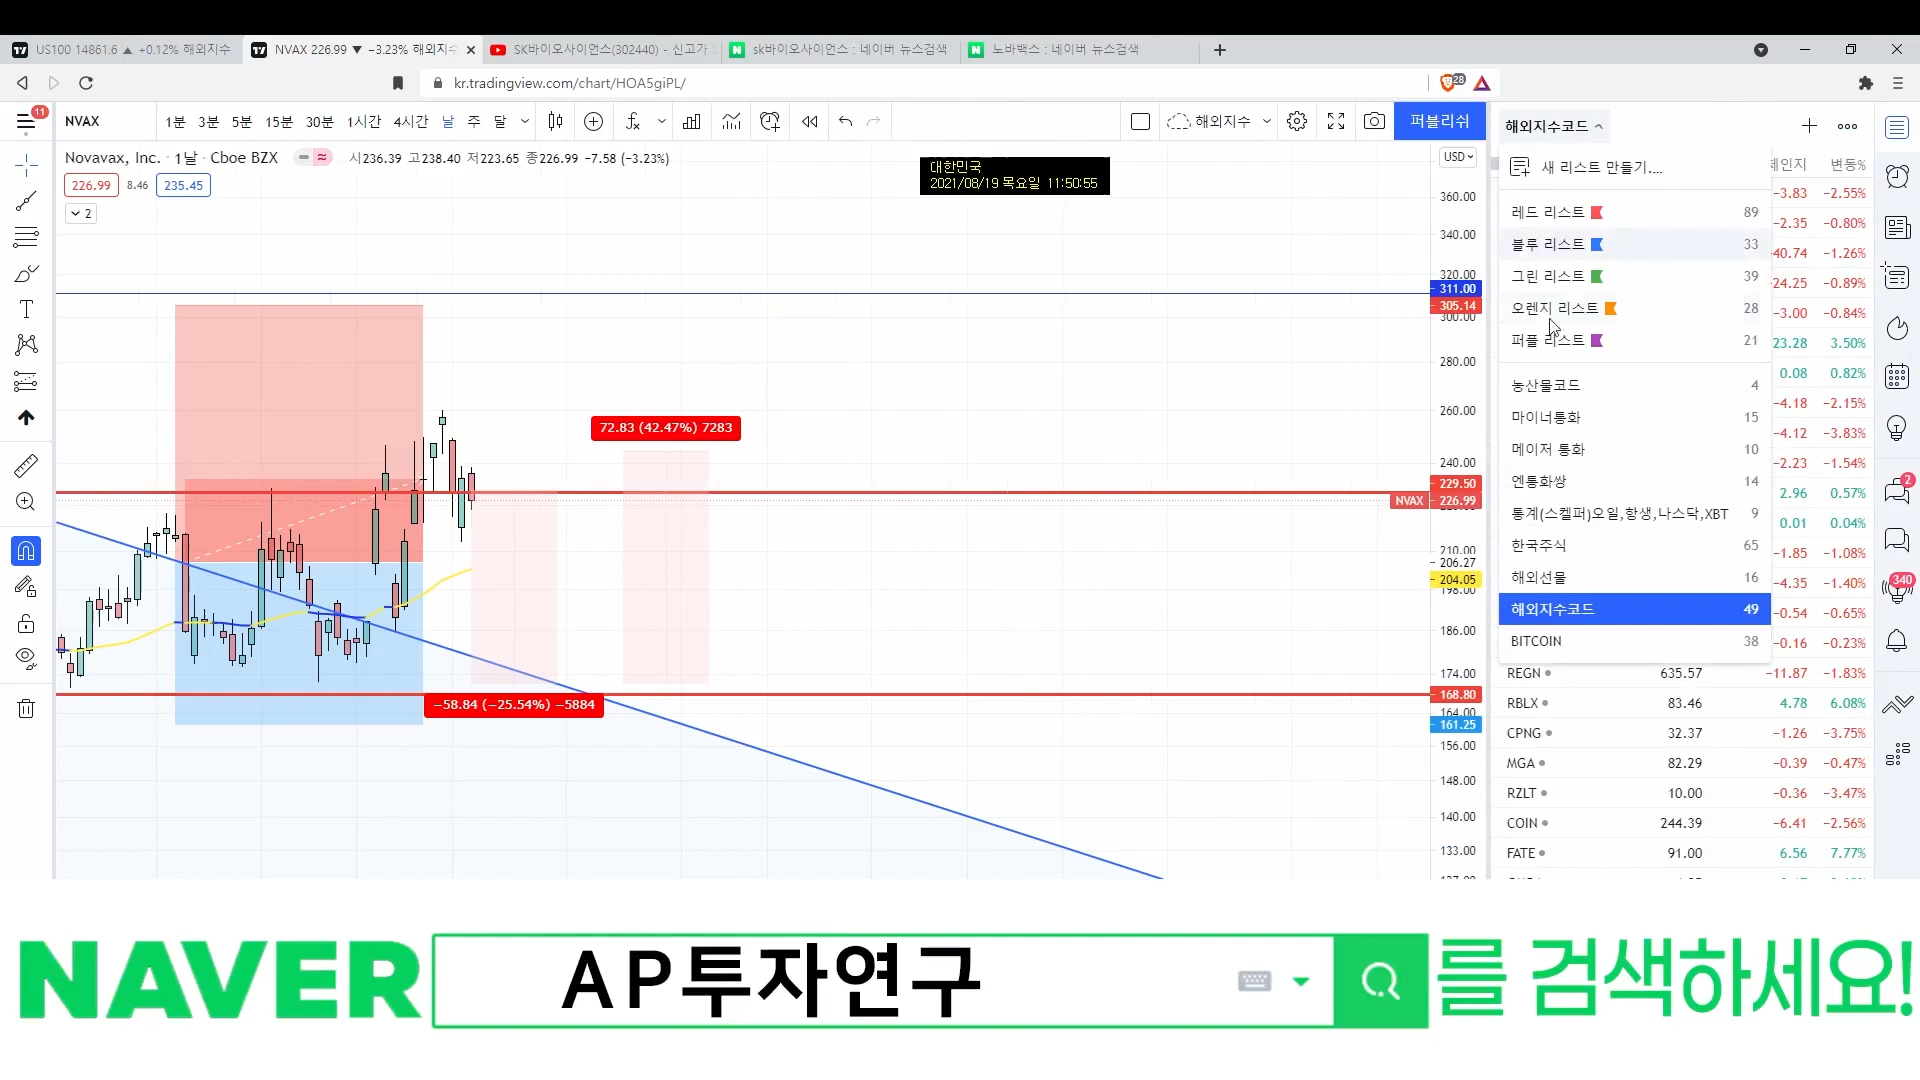 US100 14861.6 ▲ +0.12% 해외지수
NVAX 226.99 ▼ −3.23% 해외지수
SK바이오사이언스(302440) - 신고가
sk바이오사이언스 : 네이버 뉴스검색
노바백스 : 네이버 뉴스검색
kr.tradingview.com/chart/HOA5giPL/
28
11
NVAX
1분 3분 5분 15분 30분 1시간 4시간 날 주 달
해외지수
퍼블리쉬
Novavax, Inc. · 1날 · Cboe BZX
시236.39 고238.40 저223.65 종226.99 −7.58 (−3.23%)
226.99 8.46 235.45
2
대한민국
2021/08/19 목요일 11:50:55
USD
360.00
340.00
320.00
311.00
305.14
300.00
280.00
260.00
240.00
229.50
NVAX 226.99
210.00
206.27
204.05
198.00
186.00
174.00
168.80
164.00
161.25
156.00
148.00
140.00
133.00
72.83 (42.47%) 7283
−58.84 (−25.54%) −5884
해외지수코드
새 리스트 만들기....
체인지 변동%
레드 리스트 89
블루 리스트 33
그린 리스트 39
오렌지 리스트 28
퍼플 리스트 21
농산물코드 4
마이너통화 15
메이저 통화 10
엔통화쌍 14
통계(스켈퍼)오일,항생,나스닥,XBT 9
한국주식 65
해외선물 16
해외지수코드 49
BITCOIN 38
−3.83 −2.55%
−2.35 −0.80%
−40.74 −1.26%
−24.25 −0.89%
−3.00 −0.84%
23.28 3.50%
0.08 0.82%
−4.18 −2.15%
−4.12 −3.83%
−2.23 −1.54%
2.96 0.57%
0.01 0.04%
−1.85 −1.08%
−4.35 −1.40%
−0.54 −0.65%
−0.16 −0.23%
REGN 635.57 −11.87 −1.83%
RBLX 83.46 4.78 6.08%
CPNG 32.37 −1.26 −3.75%
MGA 82.29 −0.39 −0.47%
RZLT 10.00 −0.36 −3.47%
COIN 244.39 −6.41 −2.56%
FATE 91.00 6.56 7.77%
2
340
NAVER AP투자연구 를 검색하세요!